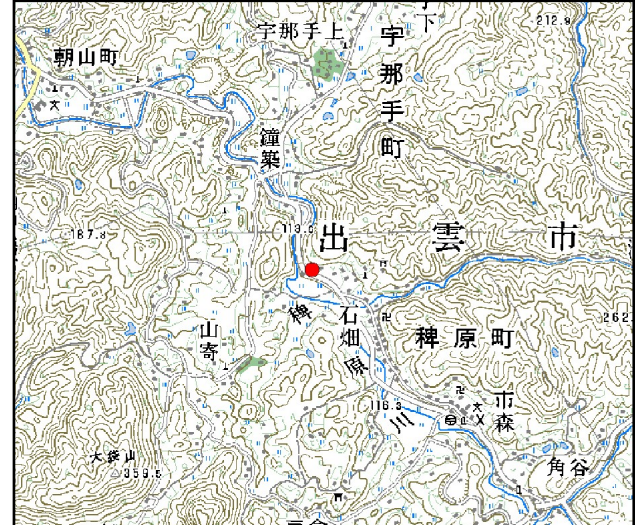 宇那手上
212.8
朝山町
宇那手町
鐘築
187.8
113.0
出雲市
262
山寄
稗原川
石畑
稗原町
116.3
市森
大袋山
359.5
角谷